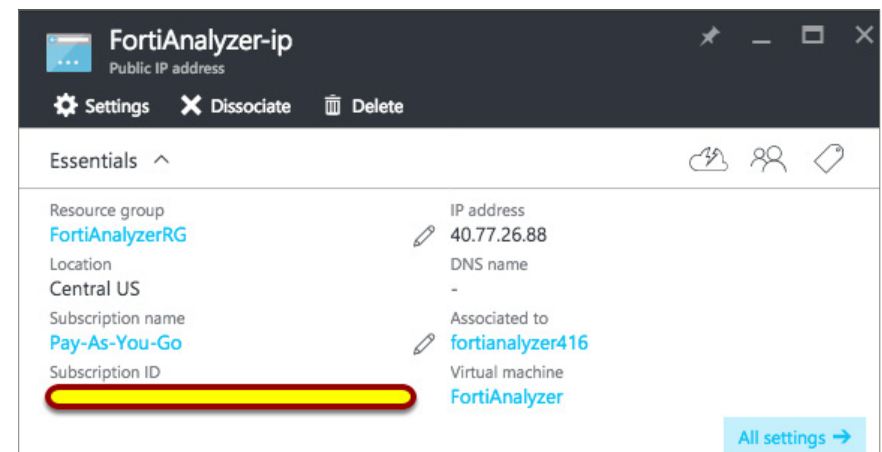 FortiAnalyzer-ip
Public IP address
Settings Dissociate Delete
Essentials
Resource group
FortiAnalyzerRG
Location
Central US
Subscription name
Pay-As-You-Go
Subscription ID
IP address
40.77.26.88
DNS name
-
Associated to
fortianalyzer416
Virtual machine
FortiAnalyzer
All settings →